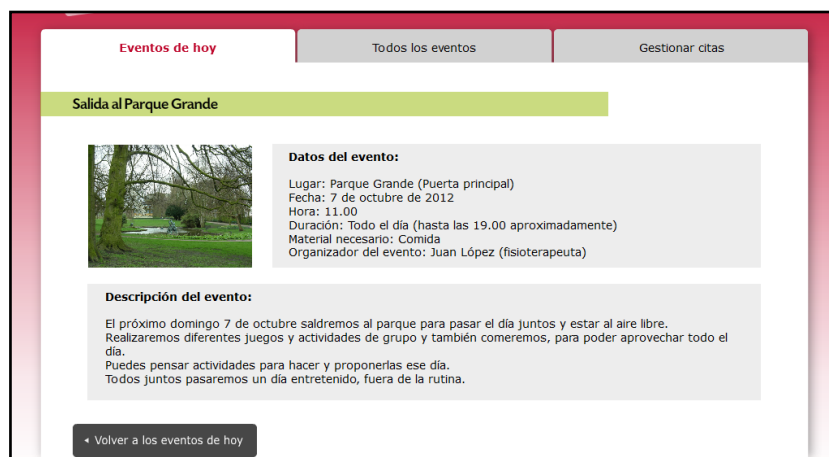 Eventos de hoy
Todos los eventos
Gestionar citas
Salida al Parque Grande
Datos del evento:
Lugar: Parque Grande (Puerta principal)
Fecha: 7 de octubre de 2012
Hora: 11.00
Duración: Todo el día (hasta las 19.00 aproximadamente)
Material necesario: Comida
Organizador del evento: Juan López (fisioterapeuta)
Descripción del evento:
El próximo domingo 7 de octubre saldremos al parque para pasar el día juntos y estar al aire libre.
Realizaremos diferentes juegos y actividades de grupo y también comeremos, para poder aprovechar todo el
día.
Puedes pensar actividades para hacer y proponerlas ese día.
Todos juntos pasaremos un día entretenido, fuera de la rutina.
Volver a los eventos de hoy